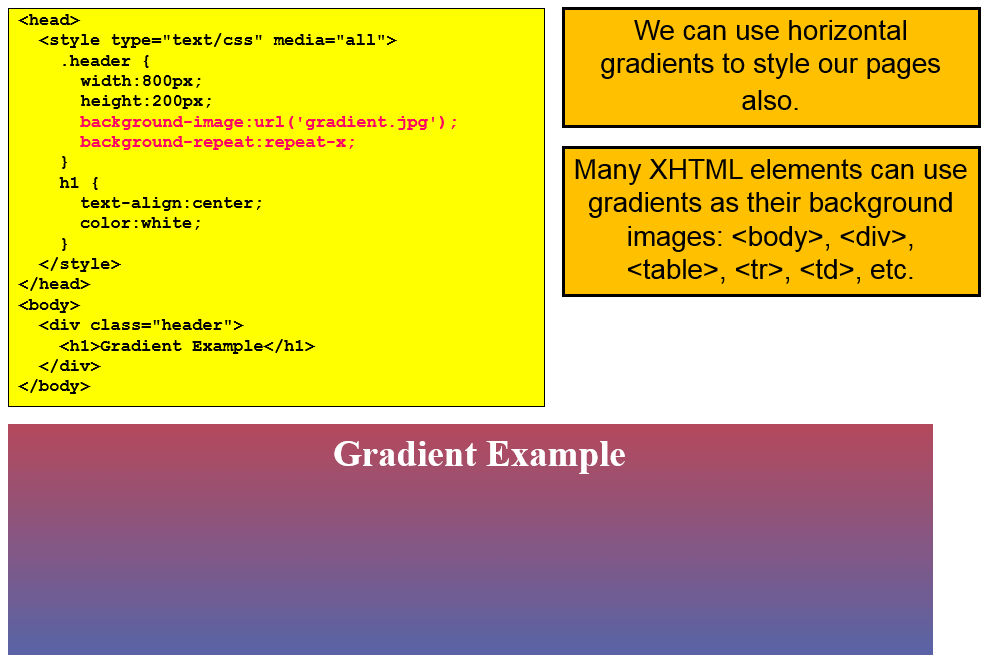 <head>
  <style type="text/css" media="all">
    .header {
      width:800px;
      height:200px;
      background-image:url('gradient.jpg');
      background-repeat:repeat-x;
    }
    h1 {
      text-align:center;
      color:white;
    }
  </style>
</head>
<body>
  <div class="header">
    <h1>Gradient Example</h1>
  </div>
</body>
We can use horizontal
gradients to style our pages
also.
Many XHTML elements can use
gradients as their background
images: <body>, <div>,
<table>, <tr>, <td>, etc.
Gradient Example